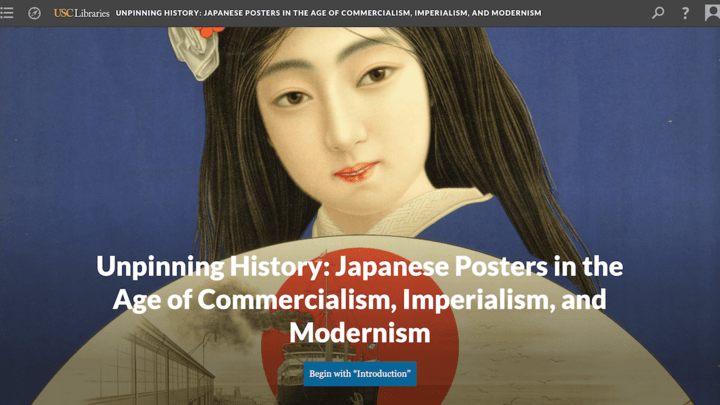 USC Libraries UNPINNING HISTORY: JAPANESE POSTERS IN THE AGE OF COMMERCIALISM, IMPERIALISM, AND MODERNISM ?
Unpinning History: Japanese Posters in the
Age of Commercialism, Imperialism, and
Modernism
Begin with “Introduction”